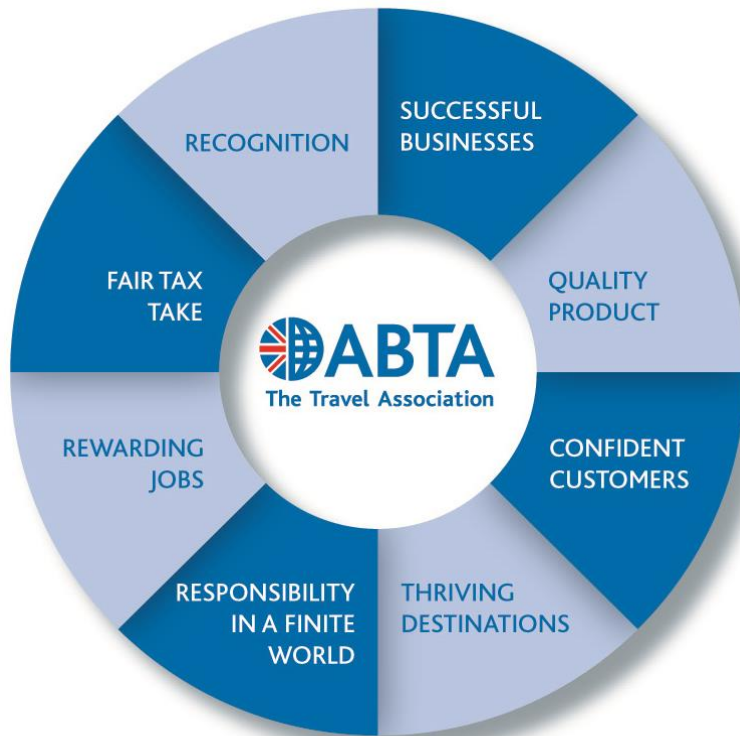 SUCCESSFUL
BUSINESSES
QUALITY
PRODUCT
CONFIDENT
CUSTOMERS
THRIVING
DESTINATIONS
RESPONSIBILITY
IN A FINITE
WORLD
REWARDING
JOBS
FAIR TAX
TAKE
RECOGNITION
ABTA
The Travel Association